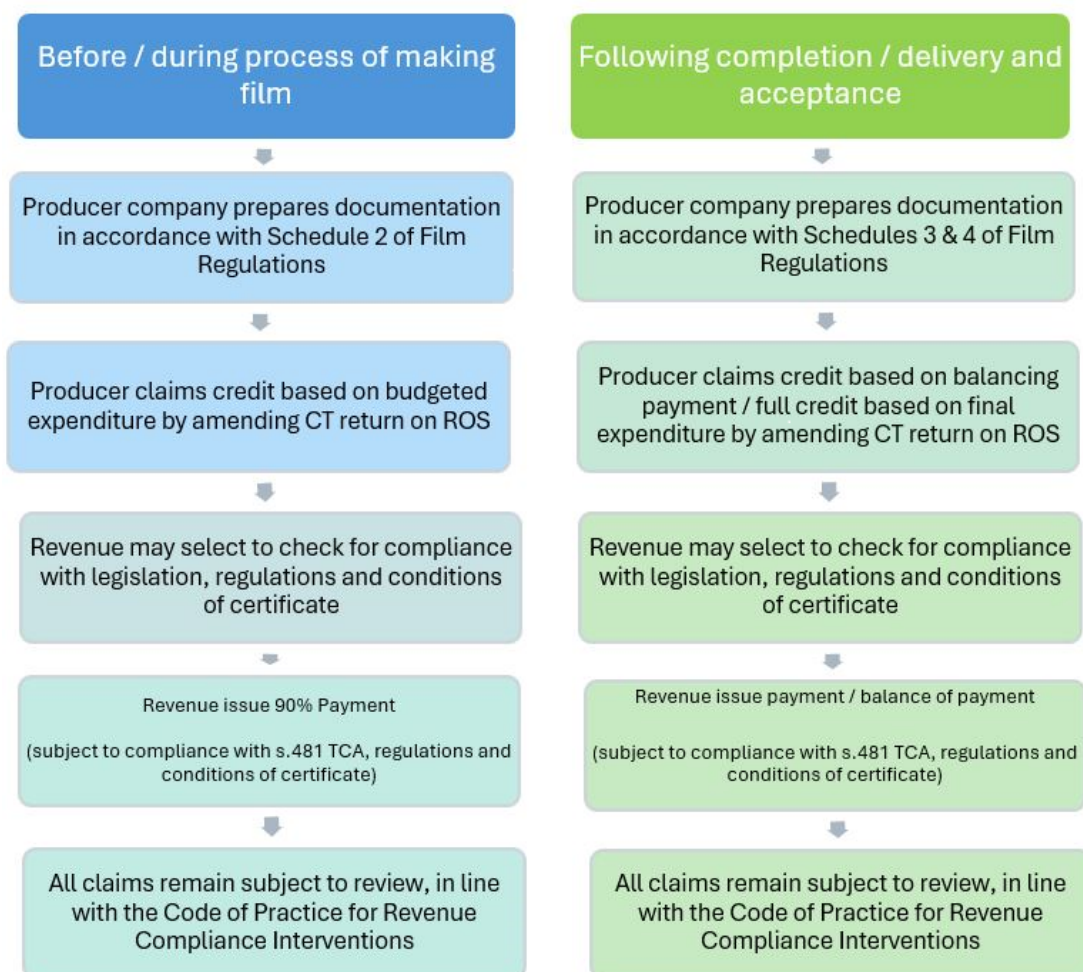 Before / during process of making
film
Producer company prepares documentation
in accordance with Schedule 2 of Film
Regulations
Producer claims credit based on budgeted
expenditure by amending CT return on ROS
Revenue may select to check for compliance
with legislation, regulations and conditions
of certificate
Revenue issue 90% Payment
(subject to compliance with s.481 TCA, regulations and
conditions of certificate)
All claims remain subject to review, in line
with the Code of Practice for Revenue
Compliance Interventions
Following completion / delivery and
acceptance
Producer company prepares documentation
in accordance with Schedules 3 & 4 of Film
Regulations
Producer claims credit based on balancing
payment / full credit based on final
expenditure by amending CT return on ROS
Revenue may select to check for compliance
with legislation, regulations and conditions
of certificate
Revenue issue payment / balance of payment
(subject to compliance with s.481 TCA, regulations and
conditions of certificate)
All claims remain subject to review, in line
with the Code of Practice for Revenue
Compliance Interventions